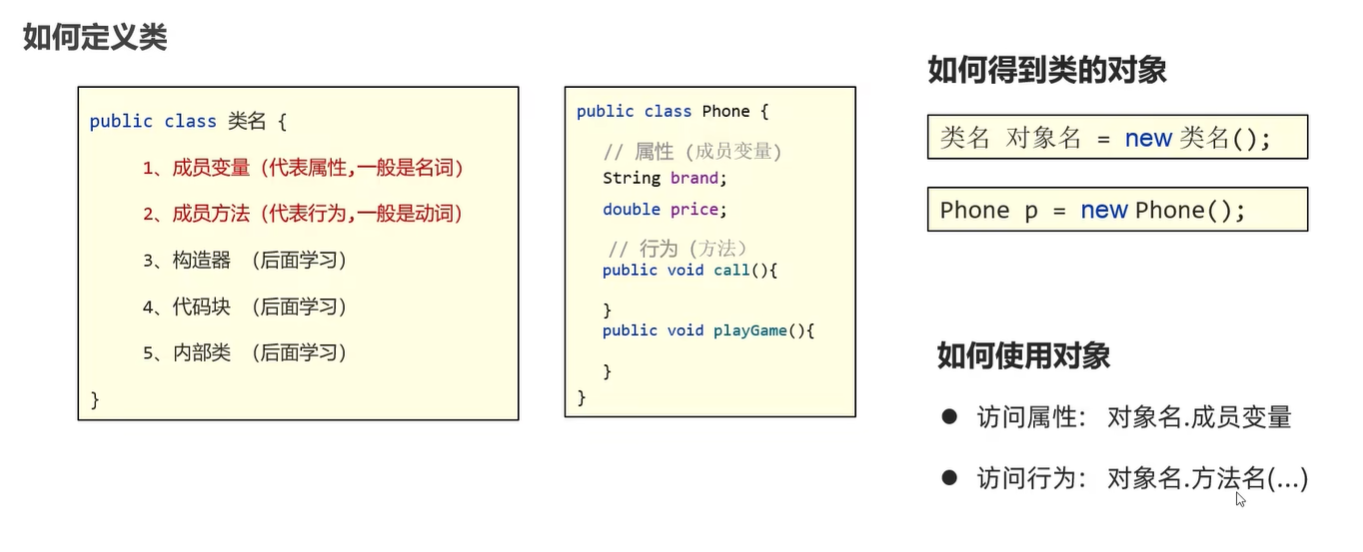 如何定义类
public class 类名 {
1、成员变量（代表属性,一般是名词）
2、成员方法（代表行为,一般是动词）
3、构造器 （后面学习）
4、代码块 （后面学习）
5、内部类 （后面学习）
}
public class Phone {
// 属性（成员变量）
String brand;
double price;
// 行为（方法）
public void call(){
}
public void playGame(){
}
}
如何得到类的对象
类名 对象名 = new 类名();
Phone p = new Phone();
如何使用对象
● 访问属性： 对象名.成员变量
● 访问行为： 对象名.方法名(...)